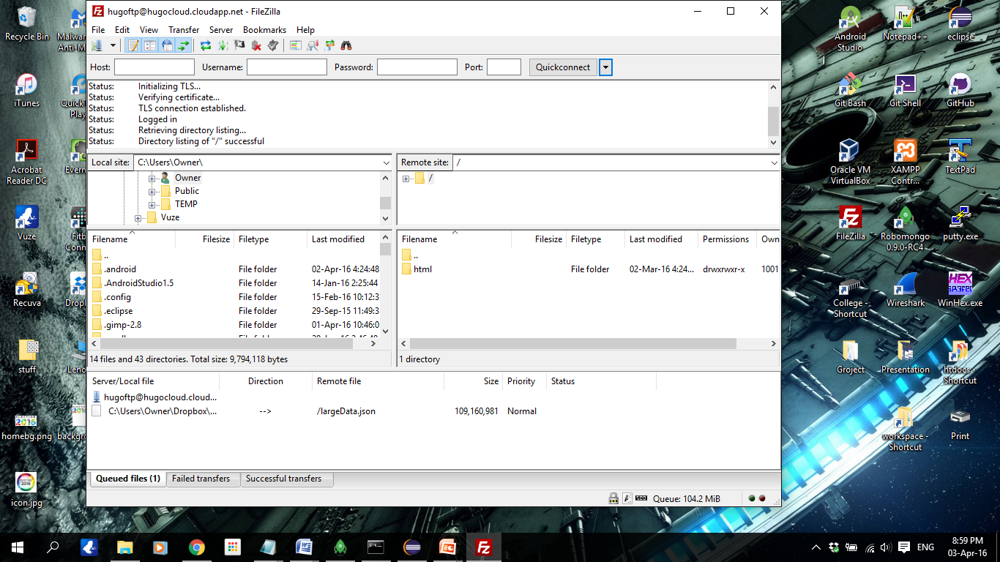 hugoftp@hugocloud.cloudapp.net - FileZilla
File Edit View Transfer Server Bookmarks Help
Host: Username: Password: Port: Quickconnect
Status: Initializing TLS...
Status: Verifying certificate...
Status: TLS connection established.
Status: Logged in
Status: Retrieving directory listing...
Status: Directory listing of "/" successful
Local site: C:\Users\Owner\
Owner
Public
TEMP
Vuze
Remote site: /
/
Filename Filesize Filetype Last modified
..
.android File folder 02-Apr-16 4:24:48
.AndroidStudio1.5 File folder 14-Jan-16 2:25:44
.config File folder 15-Feb-16 10:12:3
.eclipse File folder 29-Sep-15 11:49:3
.gimp-2.8 File folder 01-Apr-16 10:46:0
14 files and 43 directories. Total size: 9,794,118 bytes
Filename Filesize Filetype Last modified Permissions Own
..
html File folder 02-Mar-16 4:24... drwxrwxr-x 1001
1 directory
Server/Local file Direction Remote file Size Priority Status
hugoftp@hugocloud.cloud...
C:\Users\Owner\Dropbox\... --> /largeData.json 109,160,981 Normal
Queued files (1) Failed transfers Successful transfers
Queue: 104.2 MiB
Recycle Bin
Malwar
Anti-M
iTunes
Quick
Play
Acrobat
Reader DC
Evern
Vuze
Fitb
Conn
Recuva
Dropl
stuff
Leno
homebg.png
backgro
icon.jpg
Android
Studio
Notepad++
eclipse
Git Bash
Git Shell
GitHub
Oracle VM
VirtualBox
XAMPP
Contr...
TextPad
FileZilla
Robomongo
0.9.0-RC4
putty.exe
College -
Shortcut
Wireshark
WinHex.exe
Groject
Presentation
htdocs
- Shortcut
workspace -
Shortcut
Print
ENG
8:59 PM
03-Apr-16